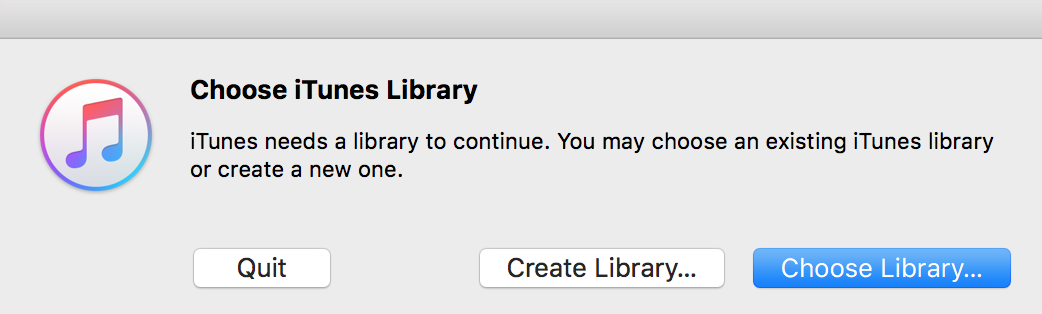 Choose iTunes Library
iTunes needs a library to continue. You may choose an existing iTunes library
or create a new one.
Quit
Create Library...
Choose Library...